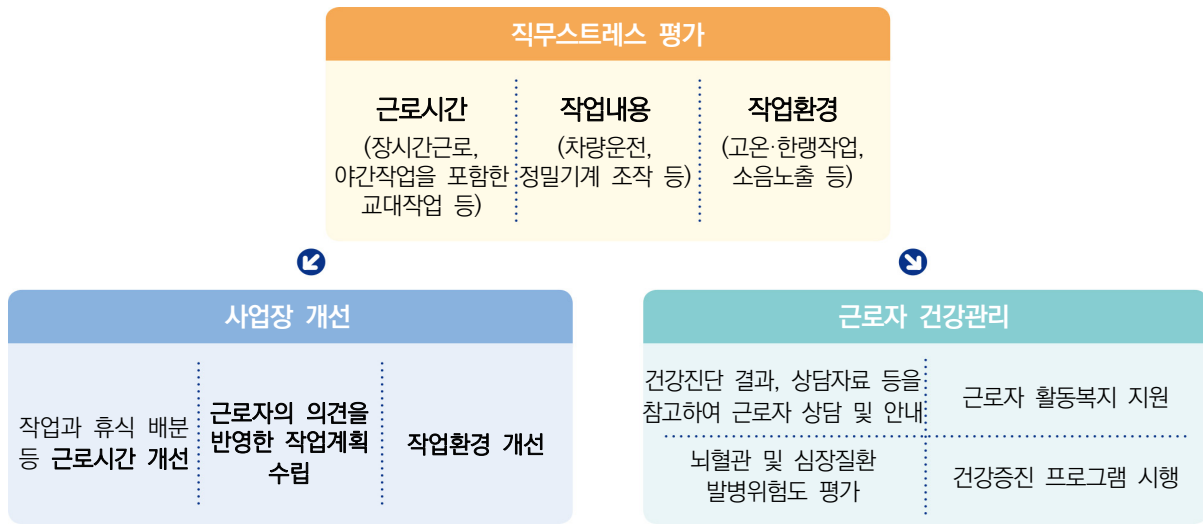 직무스트레스 평가
근로시간
(장시간근로,
야간작업을 포함한
교대작업 등)
작업내용
(차량운전,
정밀기계 조작 등)
작업환경
(고온·한랭작업,
소음노출 등)
사업장 개선
작업과 휴식 배분
등 근로시간 개선
근로자의 의견을
반영한 작업계획
수립
작업환경 개선
근로자 건강관리
건강진단 결과, 상담자료 등을
참고하여 근로자 상담 및 안내
근로자 활동복지 지원
뇌혈관 및 심장질환
발병위험도 평가
건강증진 프로그램 시행